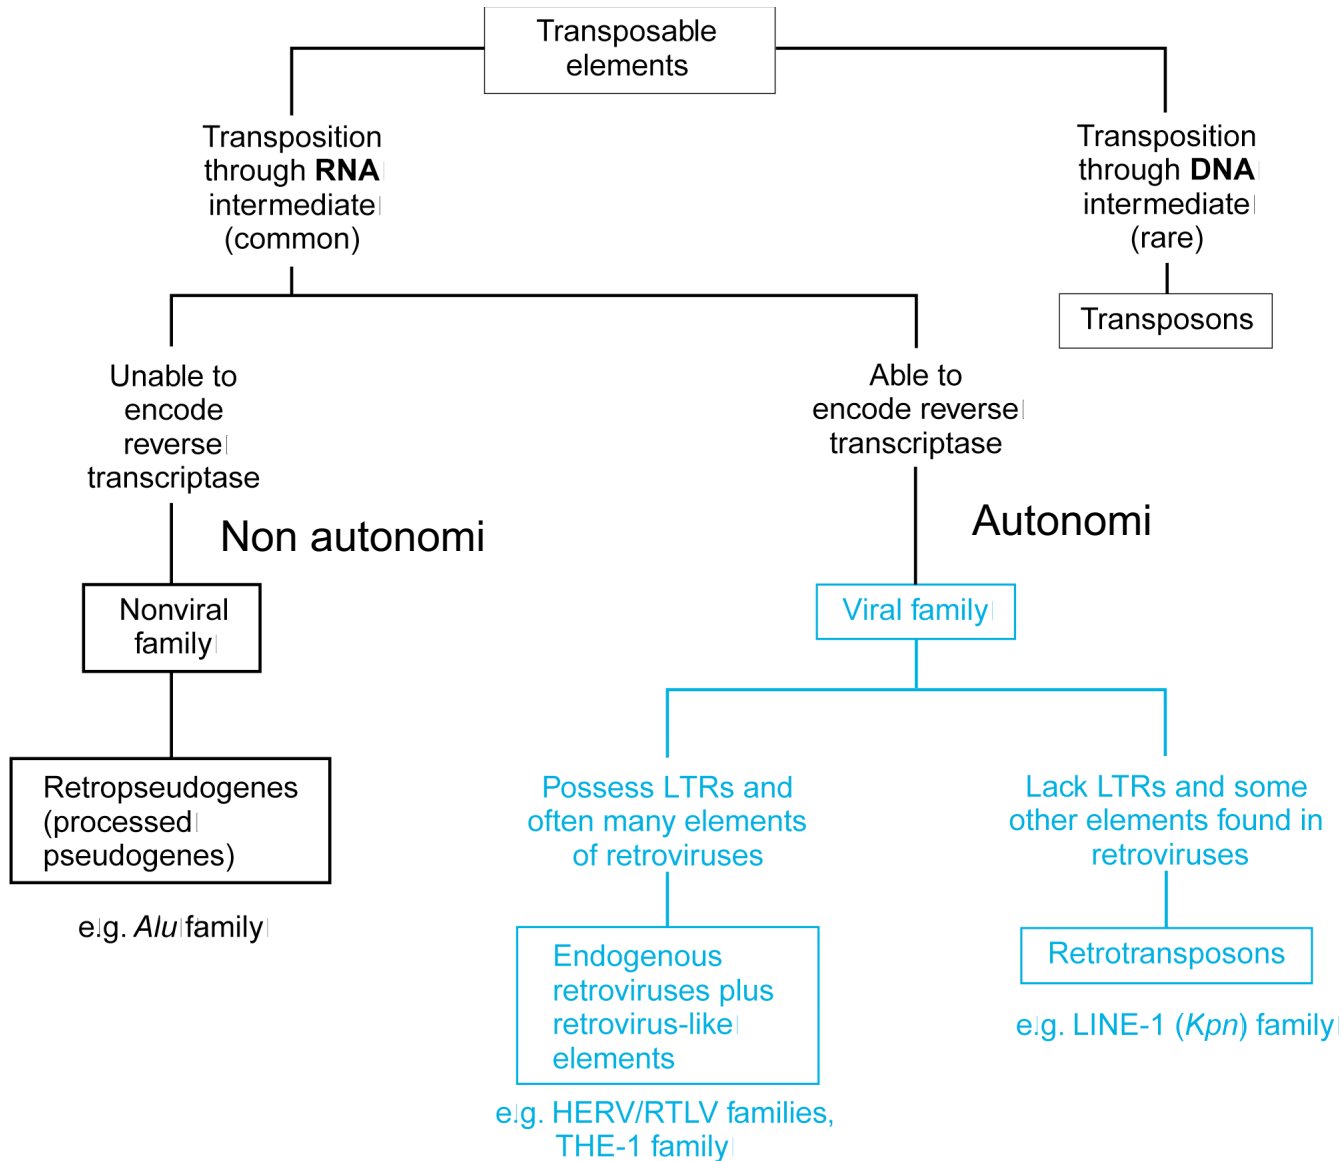 Transposable
elements
Transposition
through RNA
intermediate
(common)
Transposition
through DNA
intermediate
(rare)
Transposons
Unable to
encode
reverse
transcriptase
Able to
encode reverse
transcriptase
Non autonomi
Autonomi
Nonviral
family
Viral family
Retropseudogenes
(processed
pseudogenes)
e.g. Alu family
Possess LTRs and
often many elements
of retroviruses
Lack LTRs and some
other elements found in
retroviruses
Endogenous
retroviruses plus
retrovirus-like
elements
Retrotransposons
e.g. LINE-1 (Kpn) family
e.g. HERV/RTLV families,
THE-1 family